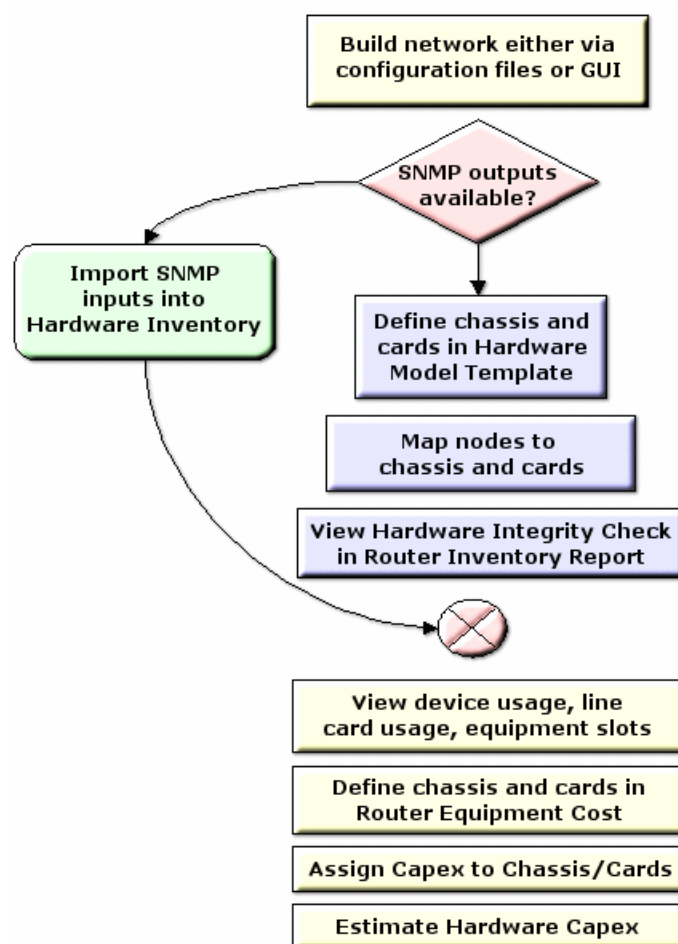 Build network either via
configuration files or GUI
SNMP outputs
available?
Import SNMP
inputs into
Hardware Inventory
Define chassis and
cards in Hardware
Model Template
Map nodes to
chassis and cards
View Hardware Integrity Check
in Router Inventory Report
View device usage, line
card usage, equipment slots
Define chassis and cards in
Router Equipment Cost
Assign Capex to Chassis/Cards
Estimate Hardware Capex